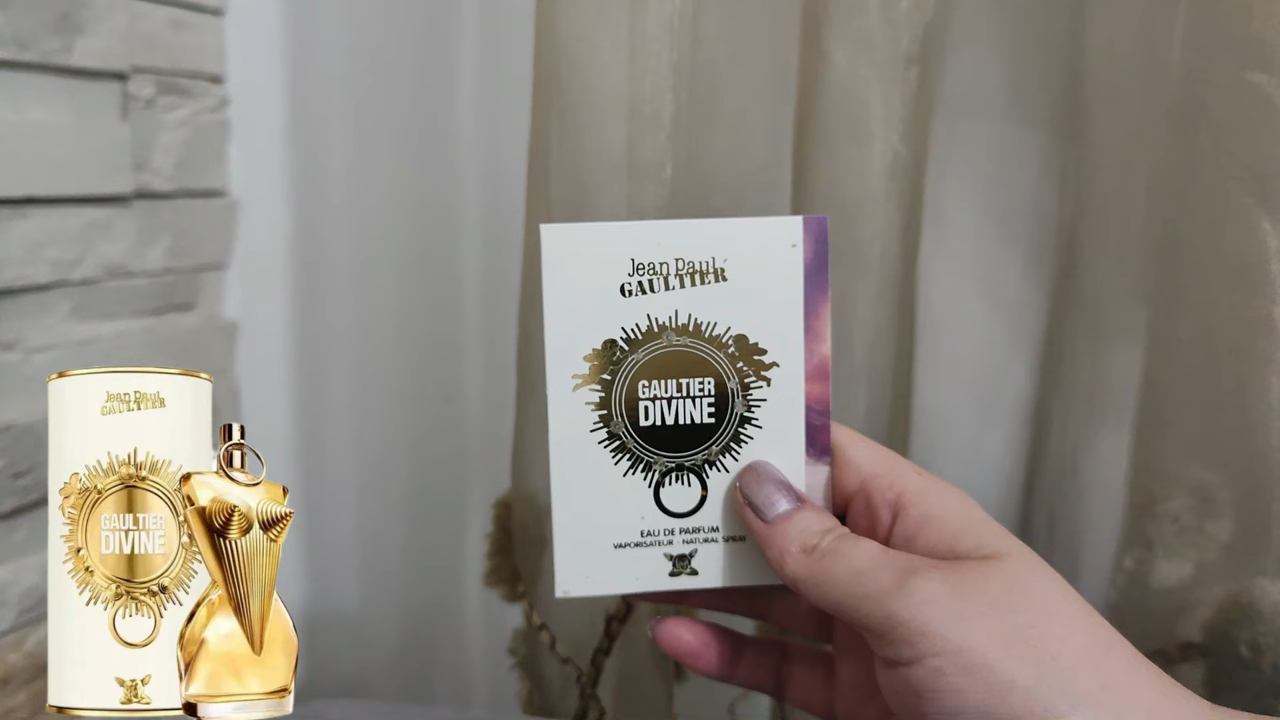 Jean Paul
GAULTIER
GAULTIER
DIVINE
EAU DE PARFUM
VAPORISATEUR - NATURAL SPRAY
Jean Paul
GAULTIER
GAULTIER
DIVINE